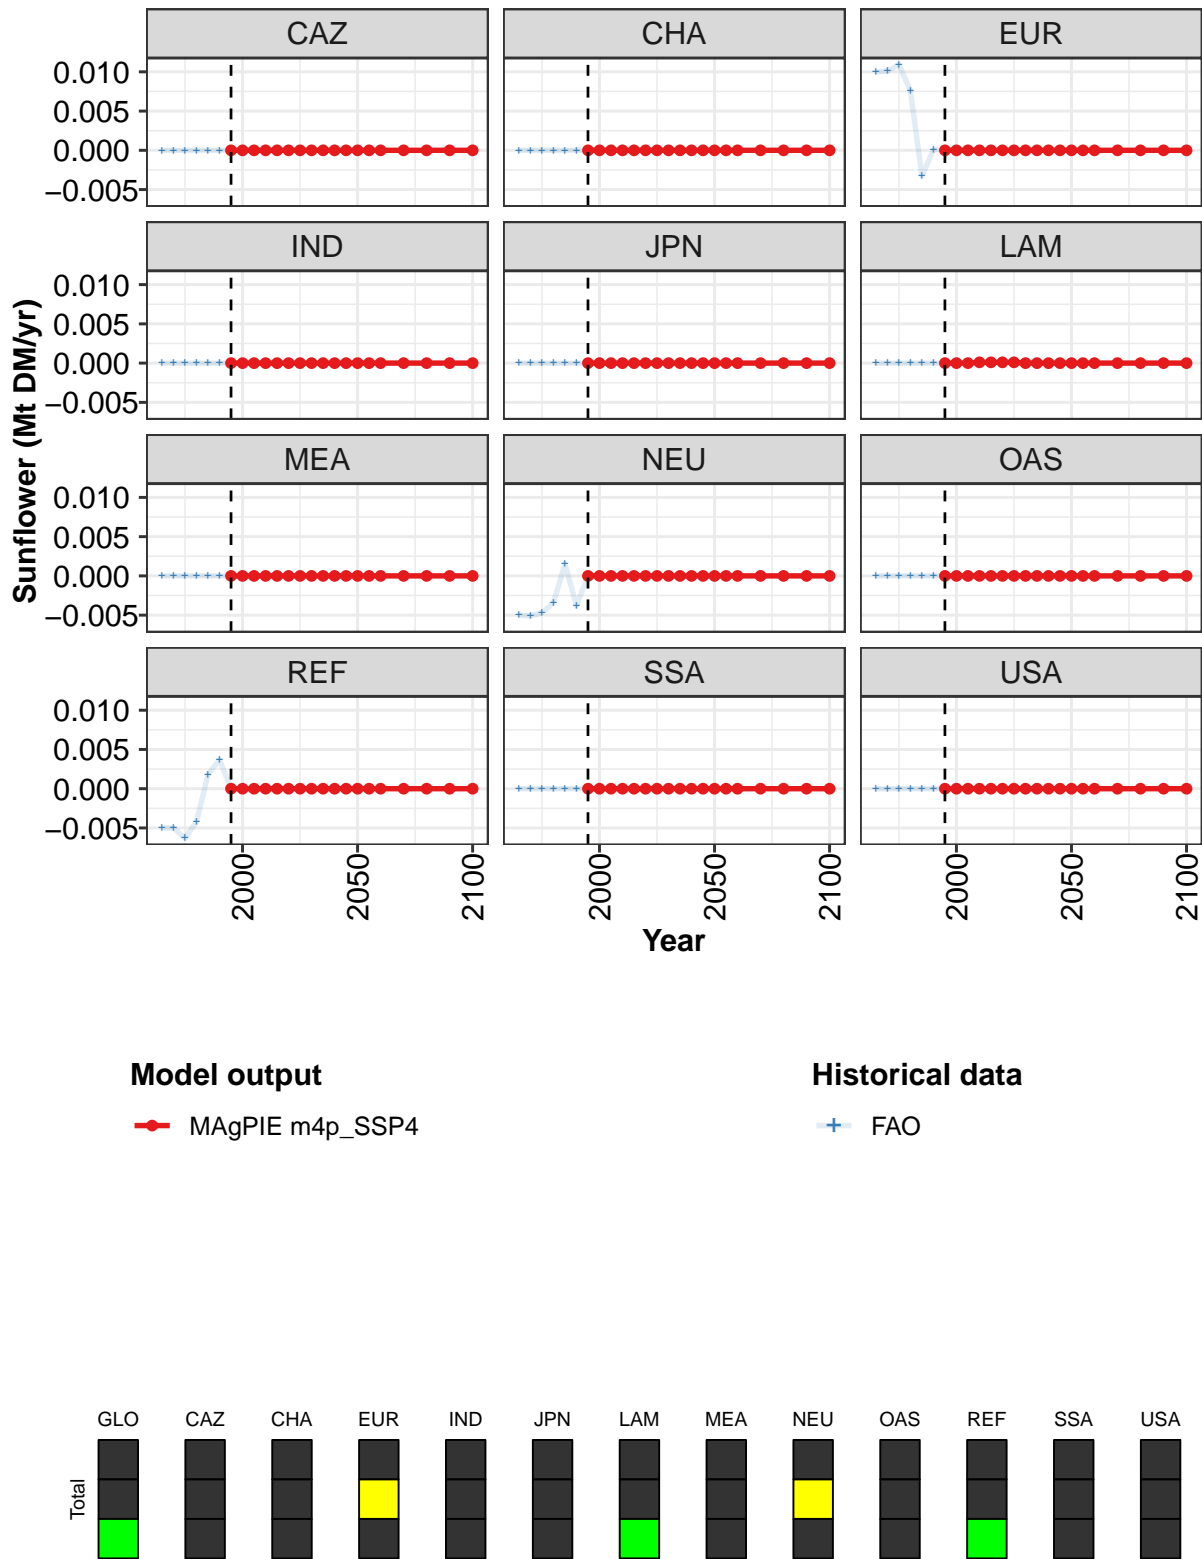 CAZ CHA EUR
0.010
0.005
0.000
−0.005
IND JPN LAM
0.010
0.005
0.000
−0.005
MEA NEU OAS
0.010
0.005
0.000
−0.005
REF SSA USA
0.010
0.005
0.000
−0.005
Sunflower (Mt DM/yr)
2000 2050 2100 2000 2050 2100 2000 2050 2100
Year
Model output Historical data
MAgPIE m4p_SSP4 FAO
GLO CAZ CHA EUR IND JPN LAM MEA NEU OAS REF SSA USA
Total